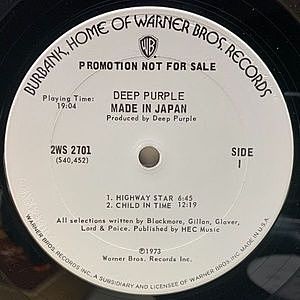 BURBANK, HOME OF WARNER BROS. RECORDS
WB
PROMOTION NOT FOR SALE
DEEP PURPLE
MADE IN JAPAN
Produced by Deep Purple
Playing Time:
19:04
2WS 2701
(S40,452)
SIDE
1
1. HIGHWAY STAR 6:45
2. CHILD IN TIME 12:19
All selections written by Blackmore, Gillan, Glover,
Lord & Paice. Published by HEC Music
©1973
Warner Bros. Records Inc.
WARNER BROS. RECORDS INC., A SUBSIDIARY AND LICENSEE OF WARNER BROS. INC.
MADE IN U.S.A.